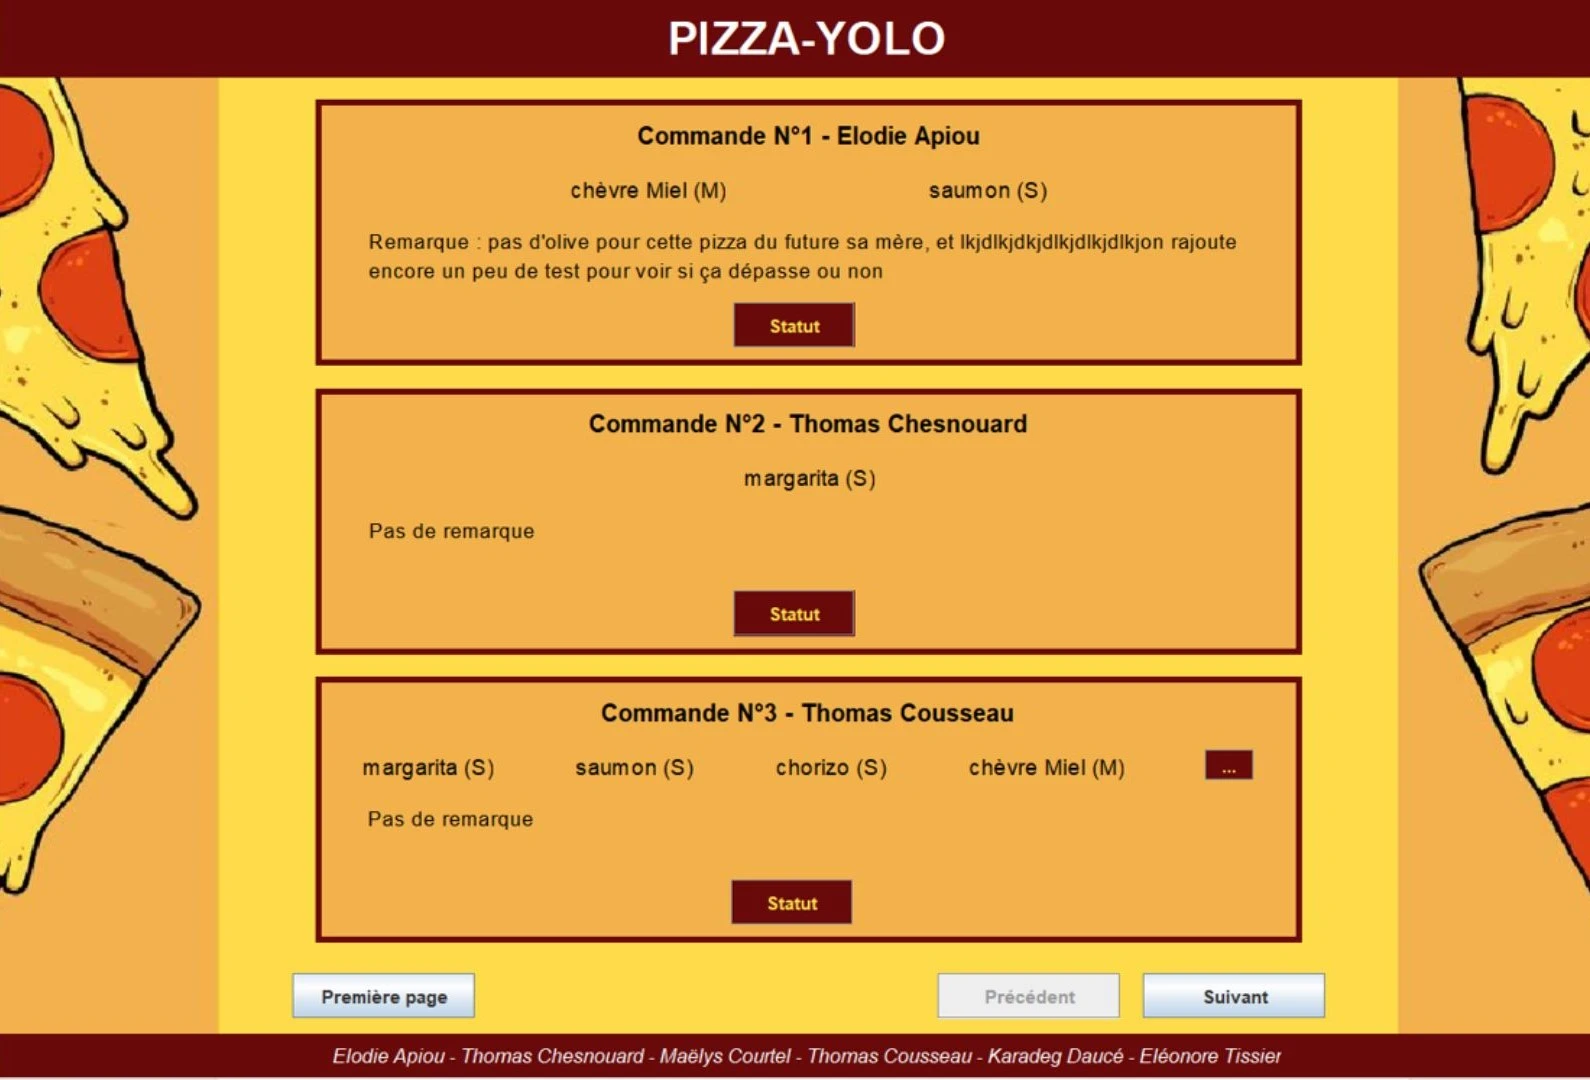 PIZZA-YOLO
Commande N°1 - Elodie Apiou
chèvre Miel (M) saumon (S)
Remarque : pas d'olive pour cette pizza du future sa mère, et lkjdlkjdkjdlkjdlkjdlkjon rajoute
encore un peu de test pour voir si ça dépasse ou non
Statut
Commande N°2 - Thomas Chesnouard
margarita (S)
Pas de remarque
Statut
Commande N°3 - Thomas Cousseau
margarita (S) saumon (S) chorizo (S) chèvre Miel (M) ...
Pas de remarque
Statut
Première page Précédent Suivant
Elodie Apiou - Thomas Chesnouard - Maëlys Courtel - Thomas Cousseau - Karadeg Daucé - Eléonore Tissier